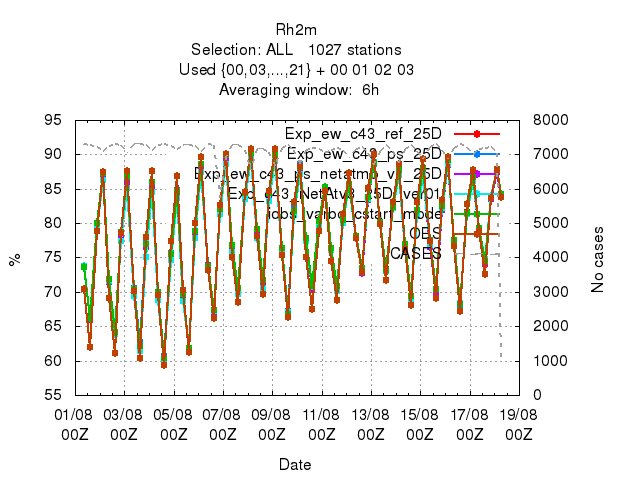 Rh2m
Selection: ALL 1027 stations
Used {00,03,...,21} + 00 01 02 03
Averaging window: 6h
95 8000
90 7000
85 6000
80 5000
75 4000
70 3000
65 2000
60 1000
55 0
Exp_ew_c43_ref_25D
Exp_ew_c43_ps_25D
OBS
CASES
%
No cases
01/08 03/08 05/08 07/08 09/08 11/08 13/08 15/08 17/08 19/08
00Z 00Z 00Z 00Z 00Z 00Z 00Z 00Z 00Z 00Z
Date